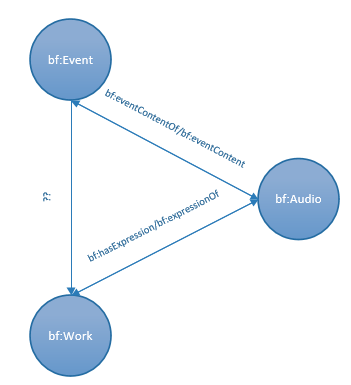 bf:Event
bf:eventContentOf/bf:eventContent
bf:Audio
??
bf:hasExpression/bf:expressionOf
bf:Work